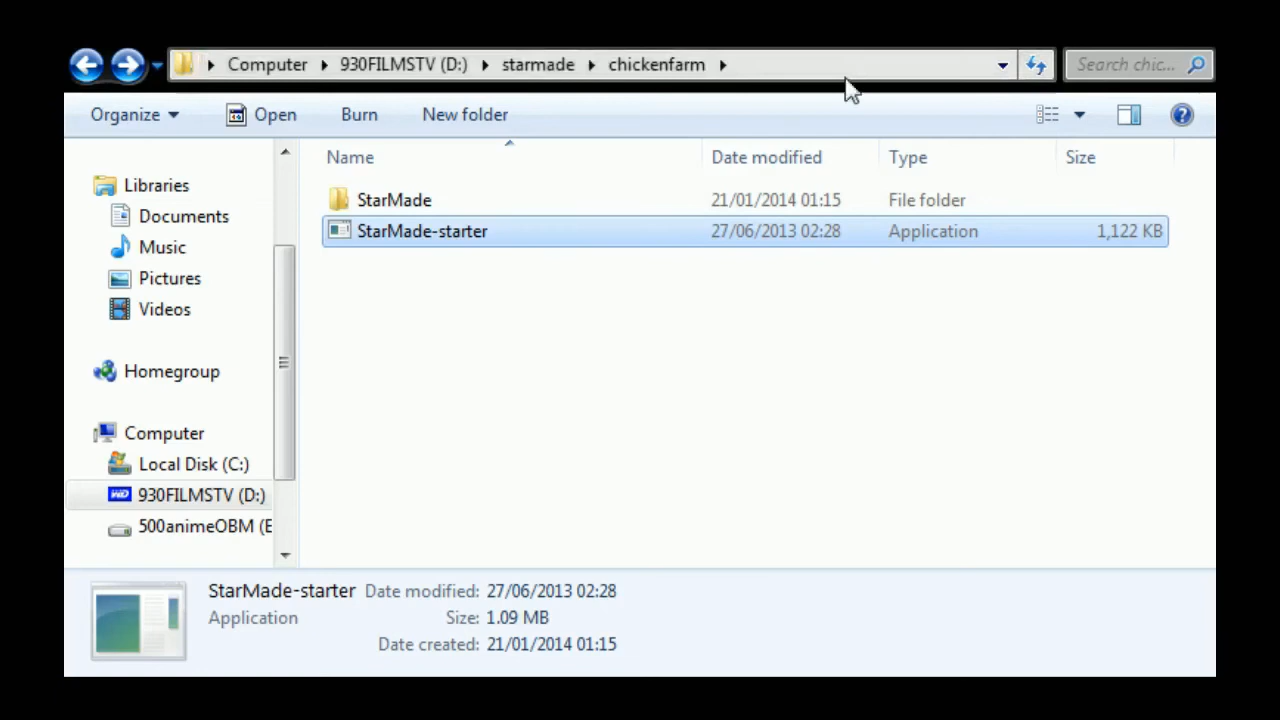 Computer 930FILMSTV (D:) starmade chickenfarm Search chic...
Organize Open Burn New folder
Name Date modified Type Size
Libraries
Documents
Music
Pictures
Videos
Homegroup
Computer
Local Disk (C:)
930FILMSTV (D:)
500animeOBM (E
StarMade 21/01/2014 01:15 File folder
StarMade-starter 27/06/2013 02:28 Application 1,122 KB
StarMade-starter Date modified: 27/06/2013 02:28
Application Size: 1.09 MB
Date created: 21/01/2014 01:15